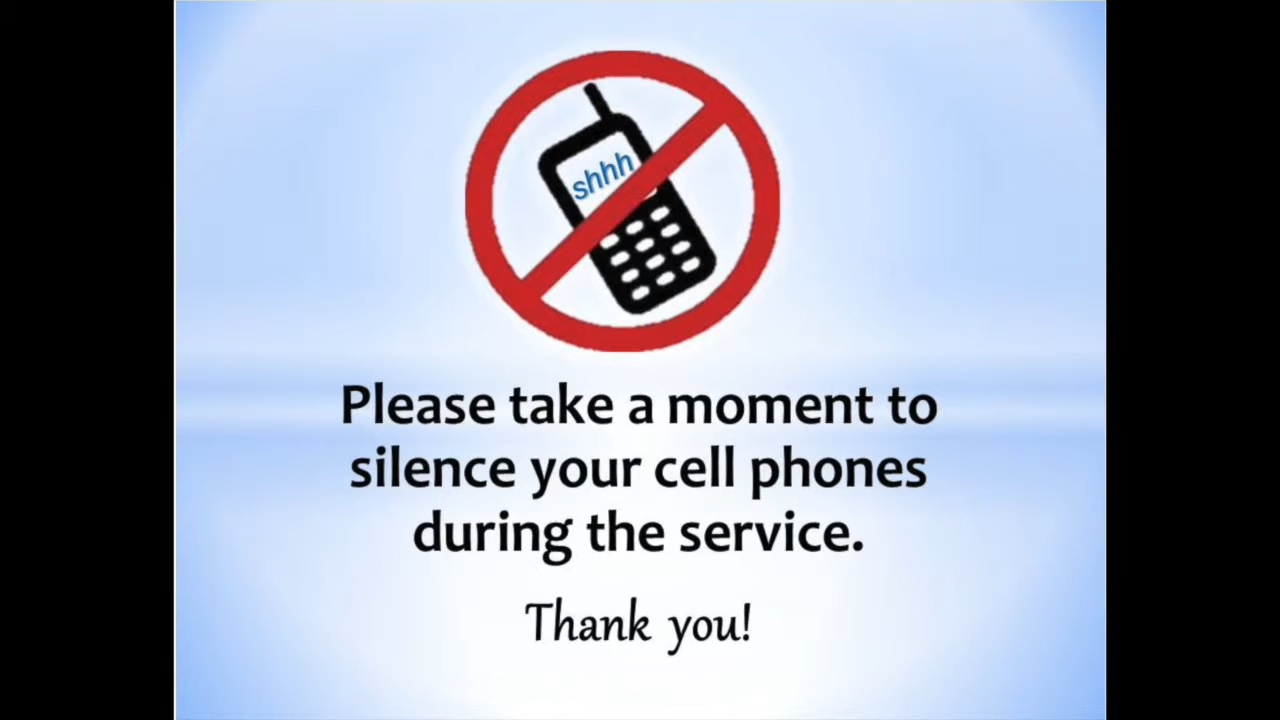 shhh
Please take a moment to
silence your cell phones
during the service.
Thank you!